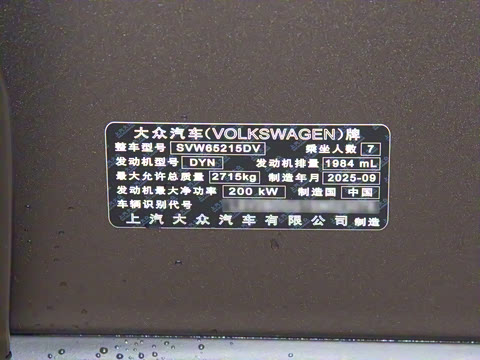 大众汽车(VOLKSWAGEN)牌
整车型号 SVW65215DV 乘坐人数 7
发动机型号 DYN 发动机排量 1984 mL
最大允许总质量 2715kg 制造年月 2025-09
发动机最大净功率 200 kW 制造国 中国
车辆识别代号
上汽大众汽车有限公司 制造